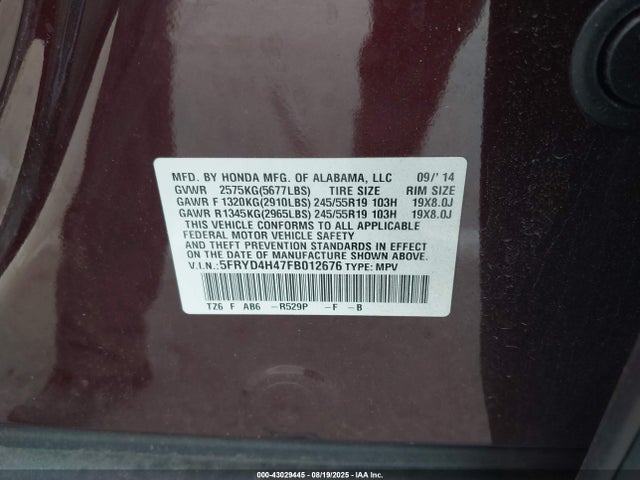 MFD. BY HONDA MFG. OF ALABAMA, LLC 09/' 14
GVWR 2575KG(5677LBS) TIRE SIZE RIM SIZE
GAWR F 1320KG(2910LBS) 245/55R19 103H 19X8.0J
GAWR R1345KG(2965LBS) 245/55R19 103H 19X8.0J
THIS VEHICLE CONFORMS TO ALL APPLICABLE
FEDERAL MOTOR VEHICLE SAFETY
AND THEFT PREVENTION STANDARDS IN EFFECT
ON THE DATE OF MANUFACTURE SHOWN ABOVE.
V.I.N.: 5FRYD4H47FB012676 TYPE: MPV
TZ6 F AB6 -R529P -F -B
000-43029445 - 08/19/2025 - IAA Inc.